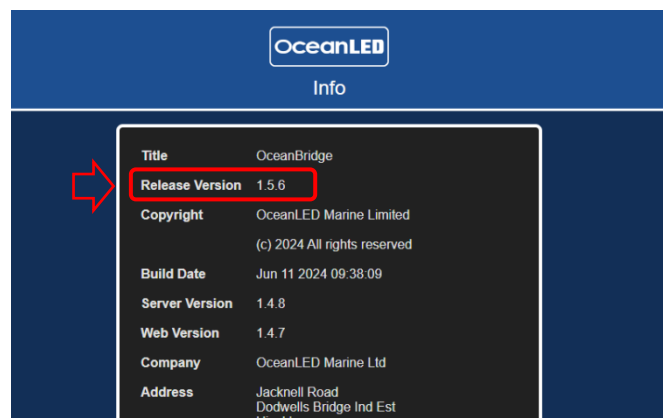 OceanLED
Info
Title OceanBridge
Release Version 1.5.6
Copyright OceanLED Marine Limited
(c) 2024 All rights reserved
Build Date Jun 11 2024 09:38:09
Server Version 1.4.8
Web Version 1.4.7
Company OceanLED Marine Ltd
Address Jacknell Road
Dodwells Bridge Ind Est